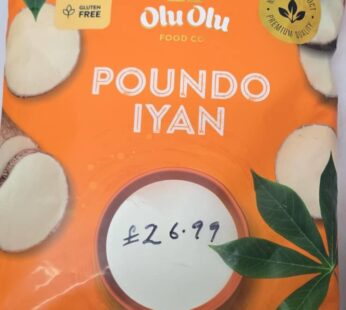 GLUTEN
FREE
Olu Olu
FOOD CO
PREMIUM QUALITY
POUNDO
IYAN
£26.99